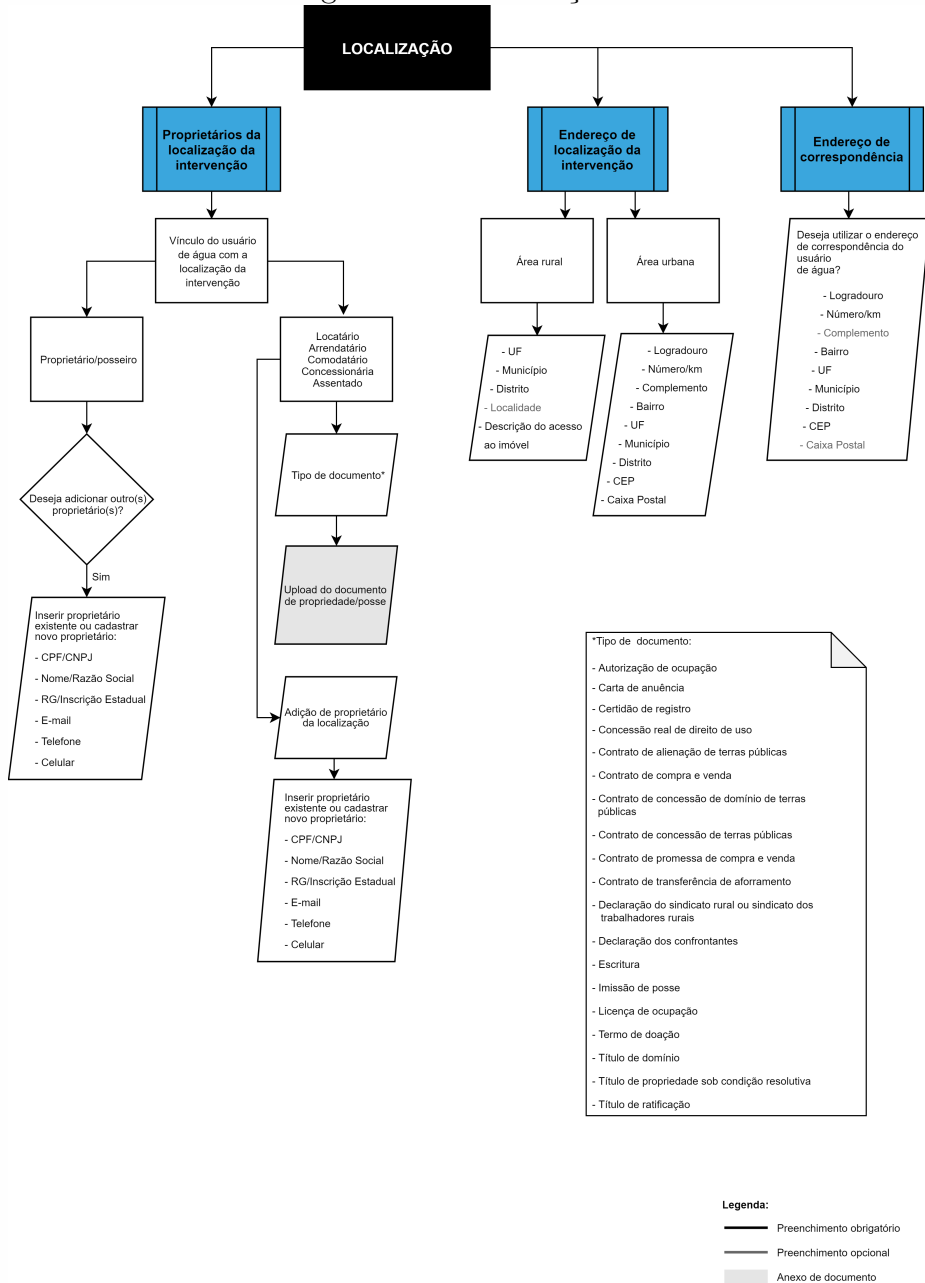 LOCALIZAÇÃO
Proprietários da
localização da
intervenção
Endereço de
localização da
intervenção
Endereço de
correspondência
Vínculo do usuário
de água com a
localização da
intervenção
Proprietário/posseiro
Locatário
Arrendatário
Comodatário
Concessionária
Assentado
Deseja adicionar outro(s)
proprietário(s)?
Sim
Inserir proprietário
existente ou cadastrar
novo proprietário:
- CPF/CNPJ
- Nome/Razão Social
- RG/Inscrição Estadual
- E-mail
- Telefone
- Celular
Tipo de documento*
Upload do documento
de propriedade/posse
Adição de proprietário
da localização
Inserir proprietário
existente ou cadastrar
novo proprietário:
- CPF/CNPJ
- Nome/Razão Social
- RG/Inscrição Estadual
- E-mail
- Telefone
- Celular
Área rural
- UF
- Município
- Distrito
- Localidade
- Descrição do acesso
ao imóvel
Área urbana
- Logradouro
- Número/km
- Complemento
- Bairro
- UF
- Município
- Distrito
- CEP
- Caixa Postal
Deseja utilizar o endereço
de correspondência do
usuário
de água?
- Logradouro
- Número/km
- Complemento
- Bairro
- UF
- Município
- Distrito
- CEP
- Caixa Postal
*Tipo de documento:
- Autorização de ocupação
- Carta de anuência
- Certidão de registro
- Concessão real de direito de uso
- Contrato de alienação de terras públicas
- Contrato de compra e venda
- Contrato de concessão de domínio de terras
públicas
- Contrato de concessão de terras públicas
- Contrato de promessa de compra e venda
- Contrato de transferência de aforramento
- Declaração do sindicato rural ou sindicato dos
trabalhadores rurais
- Declaração dos confrontantes
- Escritura
- Imissão de posse
- Licença de ocupação
- Termo de doação
- Título de domínio
- Título de propriedade sob condição resolutiva
- Título de ratificação
Legenda:
Preenchimento obrigatório
Preenchimento opcional
Anexo de documento